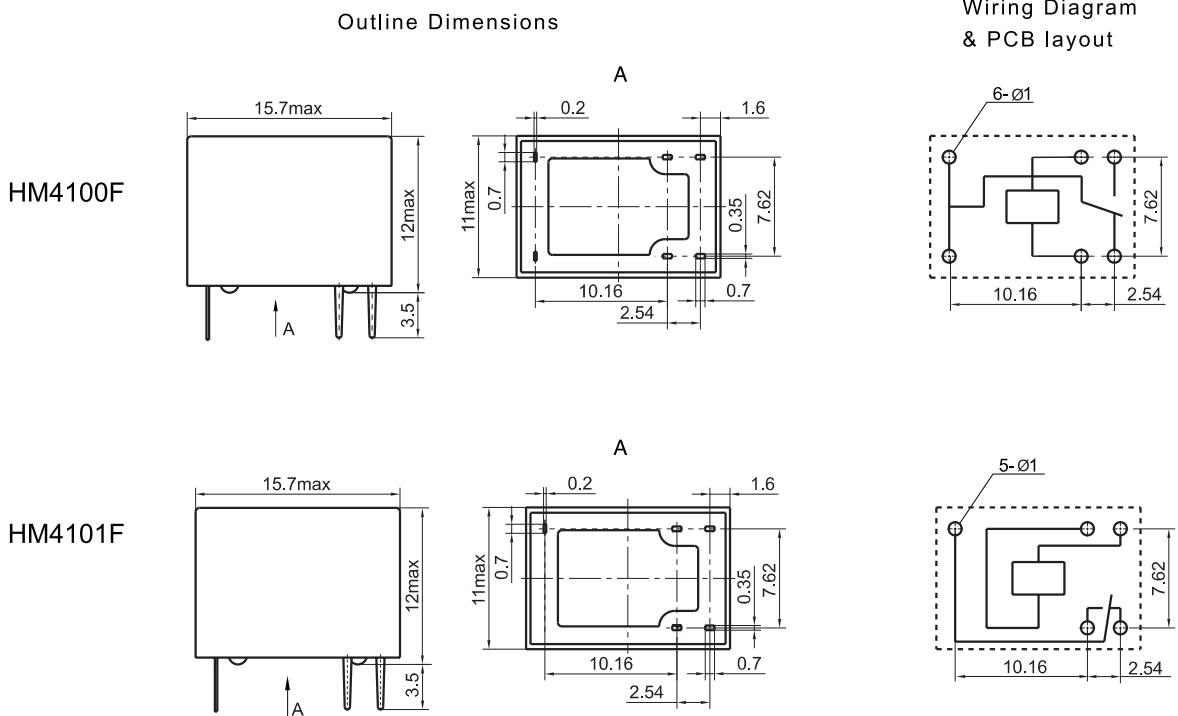 Outline Dimensions
Wiring Diagram
& PCB layout
HM4100F
15.7max
12max
3.5
A
A
0.2
1.6
0.7
11max
0.35
7.62
10.16
0.7
2.54
6-Ø1
7.62
10.16
2.54
HM4101F
15.7max
12max
3.5
A
A
0.2
1.6
0.7
11max
0.35
7.62
10.16
0.7
2.54
5-Ø1
7.62
10.16
2.54